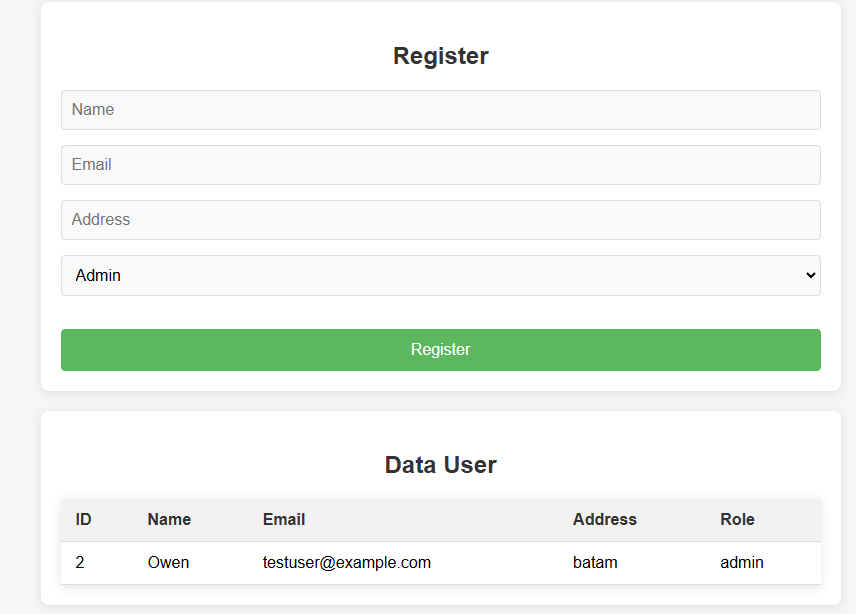 Register
Name
Email
Address
Admin
Register
Data User
ID Name Email Address Role
2 Owen testuser@example.com batam admin